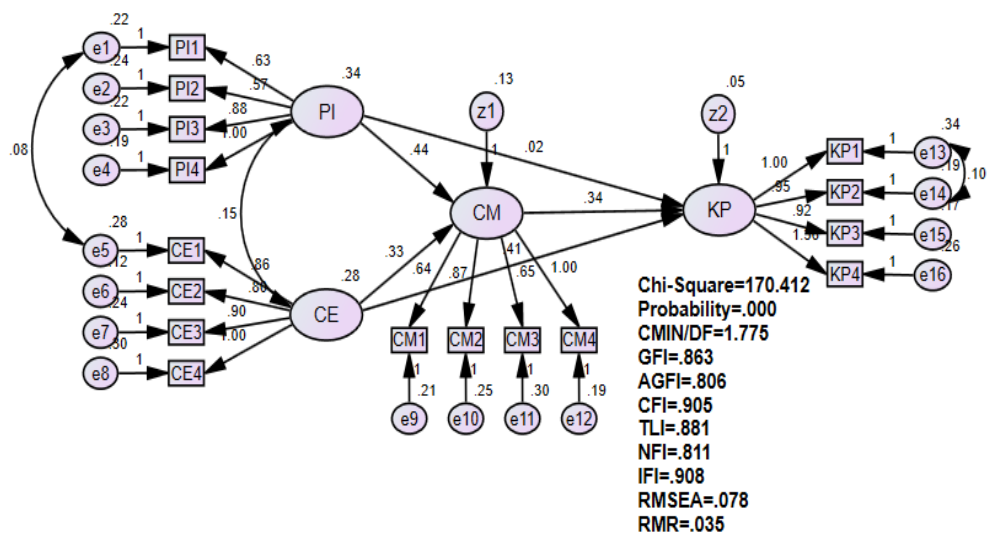 .22
e1 1 PI1
.24
e2 1 PI2
.22
e3 1 PI3
.19
e4 1 PI4
.63
.57
.88
1.00
.34
PI
.08
.15
.28
e5 1 CE1
.12
e6 1 CE2
.24
e7 1 CE3
e8 1 CE4
.86
.90
1.00
.28
CE
.13
z1
1
.44
.33
.02
.34
.41
CM
.64
.87
.65
1.00
CM1 CM2 CM3 CM4
1 1 1 1
.21 .25 .30 .19
e9 e10 e11 e12
.05
z2
1
KP
1.00
.95
.92
KP1 1 e13
.34
KP2 1 e14
.19
.10
KP3 1 e15
KP4 1 e16
.26
Chi-Square=170.412
Probability=.000
CMIN/DF=1.775
GFI=.863
AGFI=.806
CFI=.905
TLI=.881
NFI=.811
IFI=.908
RMSEA=.078
RMR=.035